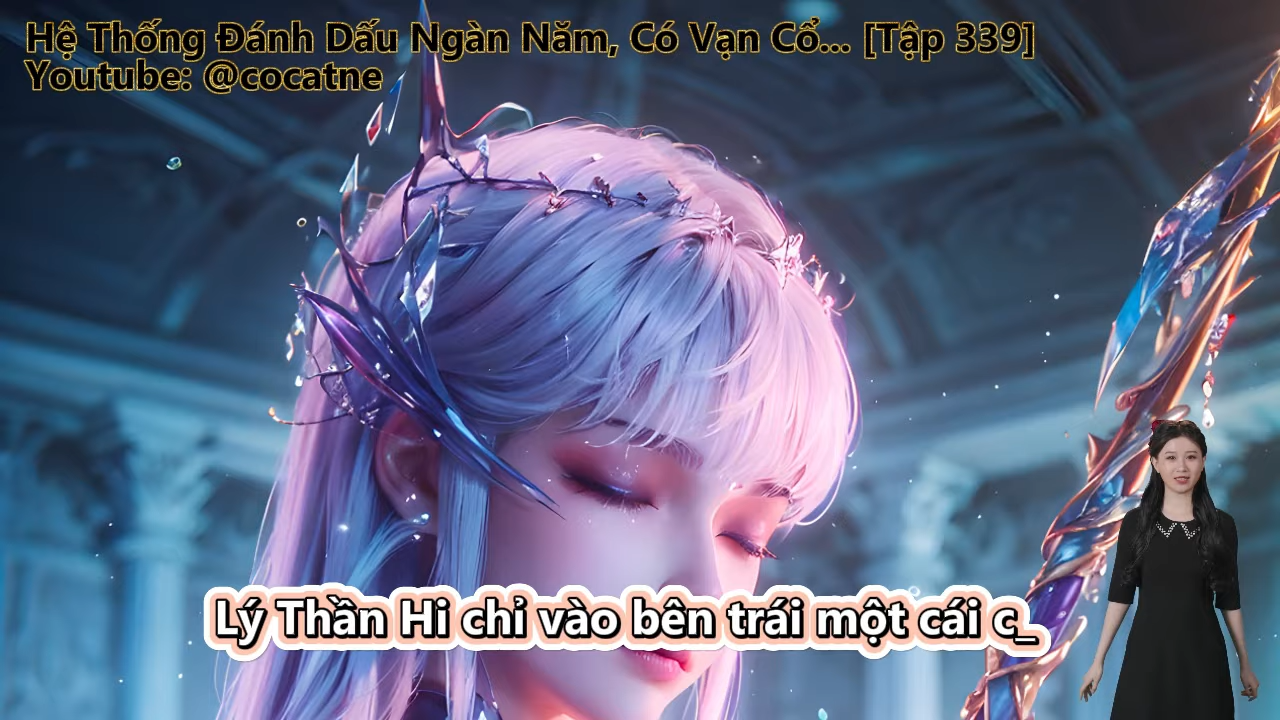 Hệ Thống Đánh Dấu Ngàn Năm, Có Vạn Cổ... [Tập 339]
Youtube: @cocatne
Lý Thần Hi chỉ vào bên trái một cái c_